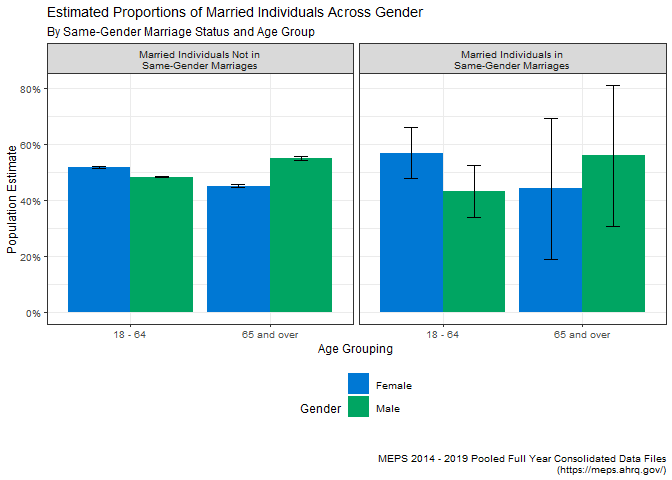 Estimated Proportions of Married Individuals Across Gender
By Same-Gender Marriage Status and Age Group
Married Individuals Not in
Same-Gender Marriages
Married Individuals in
Same-Gender Marriages
Population Estimate
80%
60%
40%
20%
0%
18 - 64
65 and over
18 - 64
65 and over
Age Grouping
Gender
Female
Male
MEPS 2014 - 2019 Pooled Full Year Consolidated Data Files
(https://meps.ahrq.gov/)